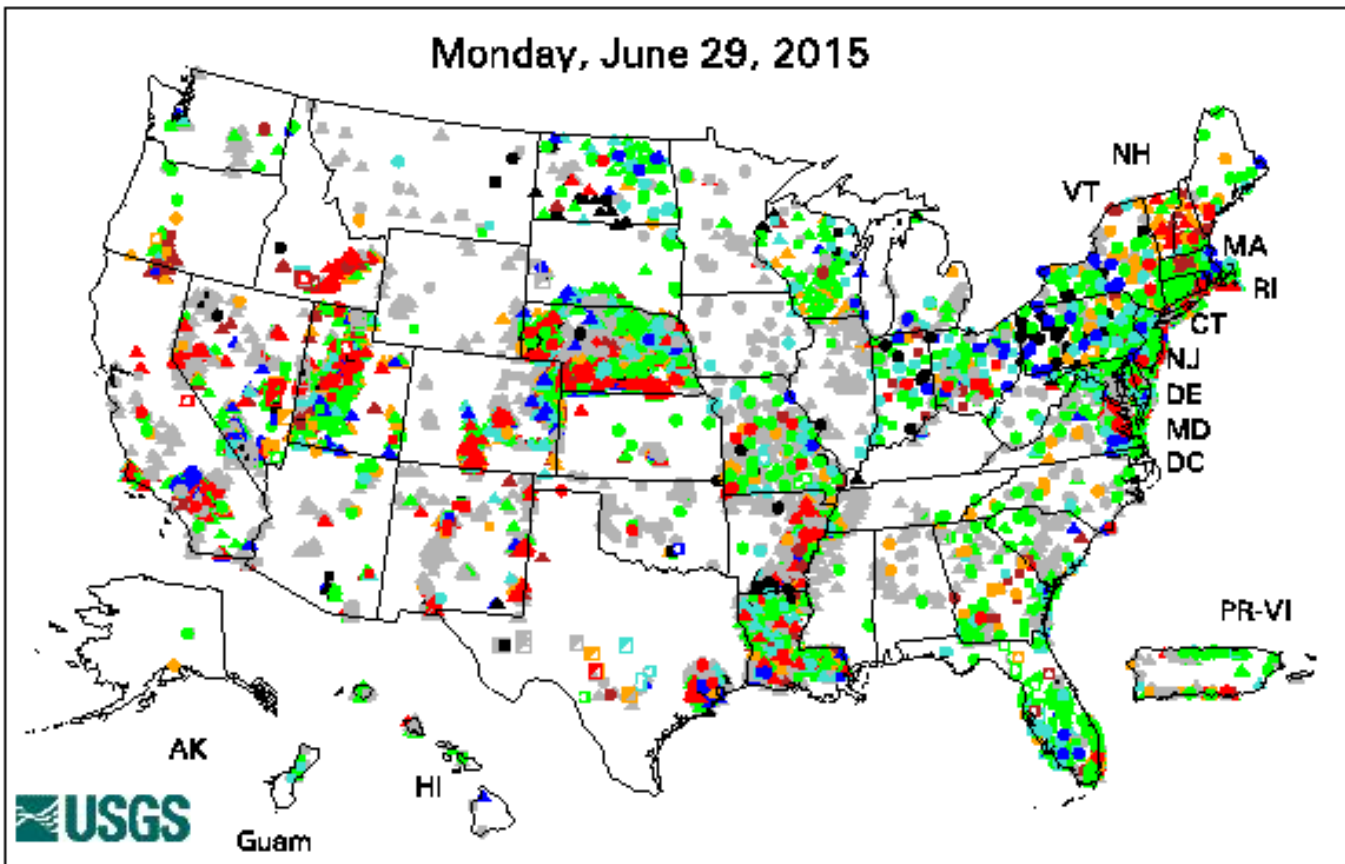 Monday, June 29, 2015
NH
VT
MA
RI
CT
NJ
DE
MD
DC
PR-VI
AK
HI
Guam
USGS